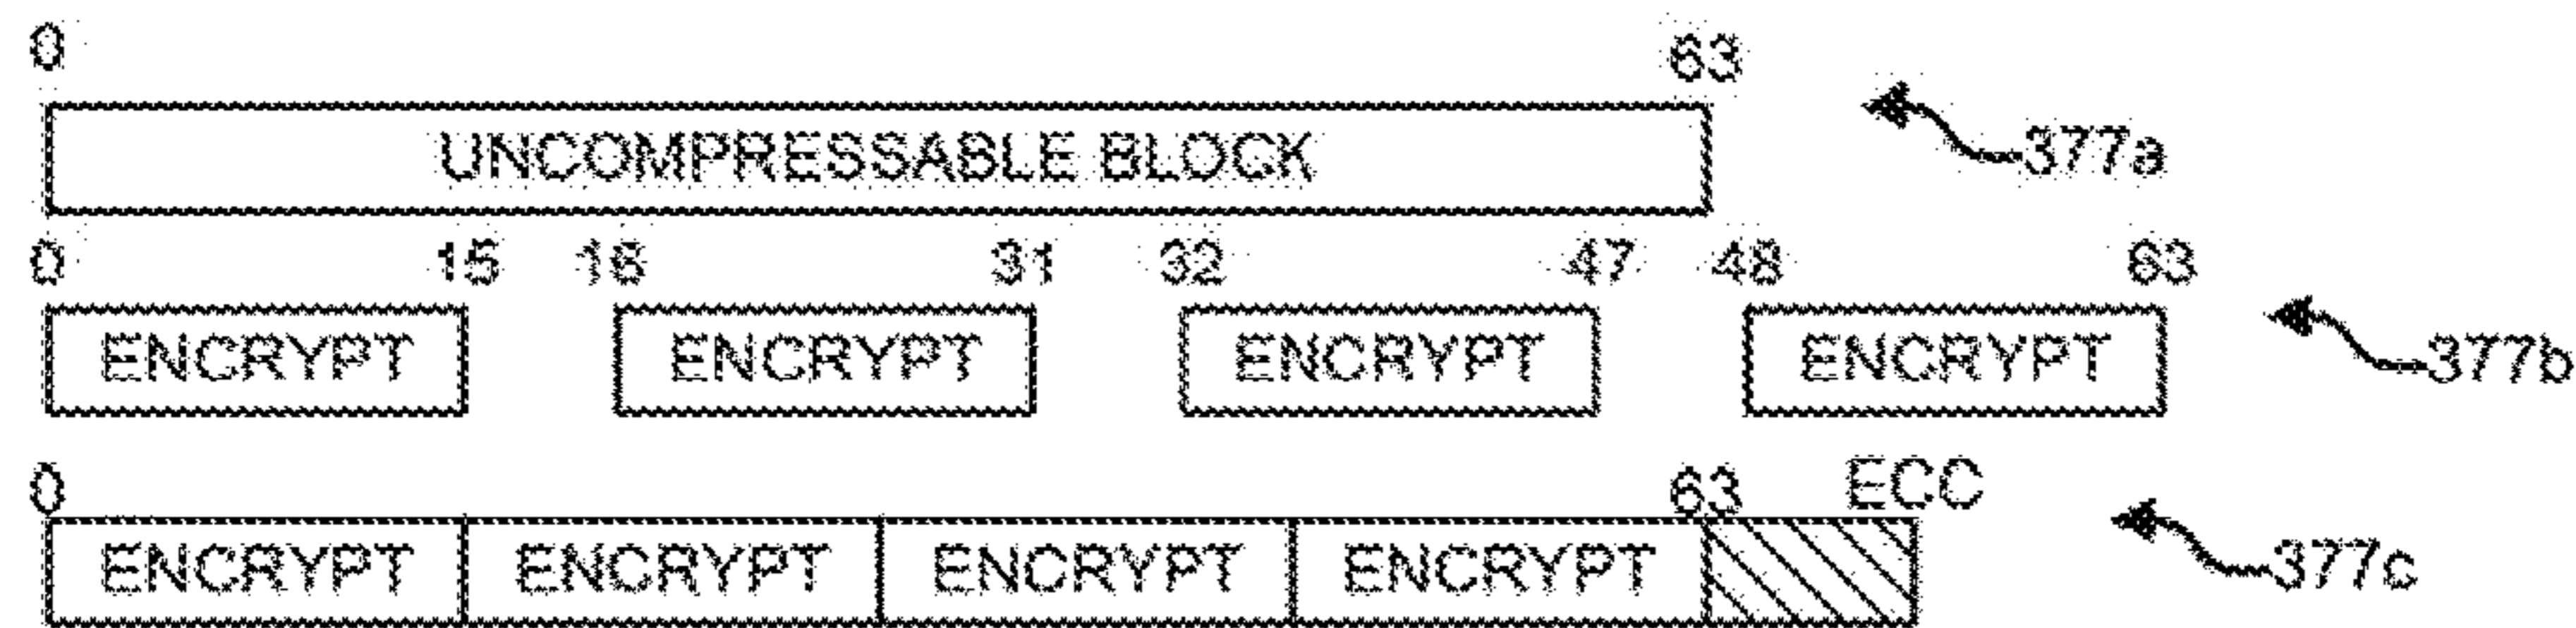 0 63
UNCOMPRESSABLE BLOCK 377a
0 15 16 31 32 47 48 63
ENCRYPT ENCRYPT ENCRYPT ENCRYPT 377b
0 63 ECC
ENCRYPT ENCRYPT ENCRYPT ENCRYPT 377c